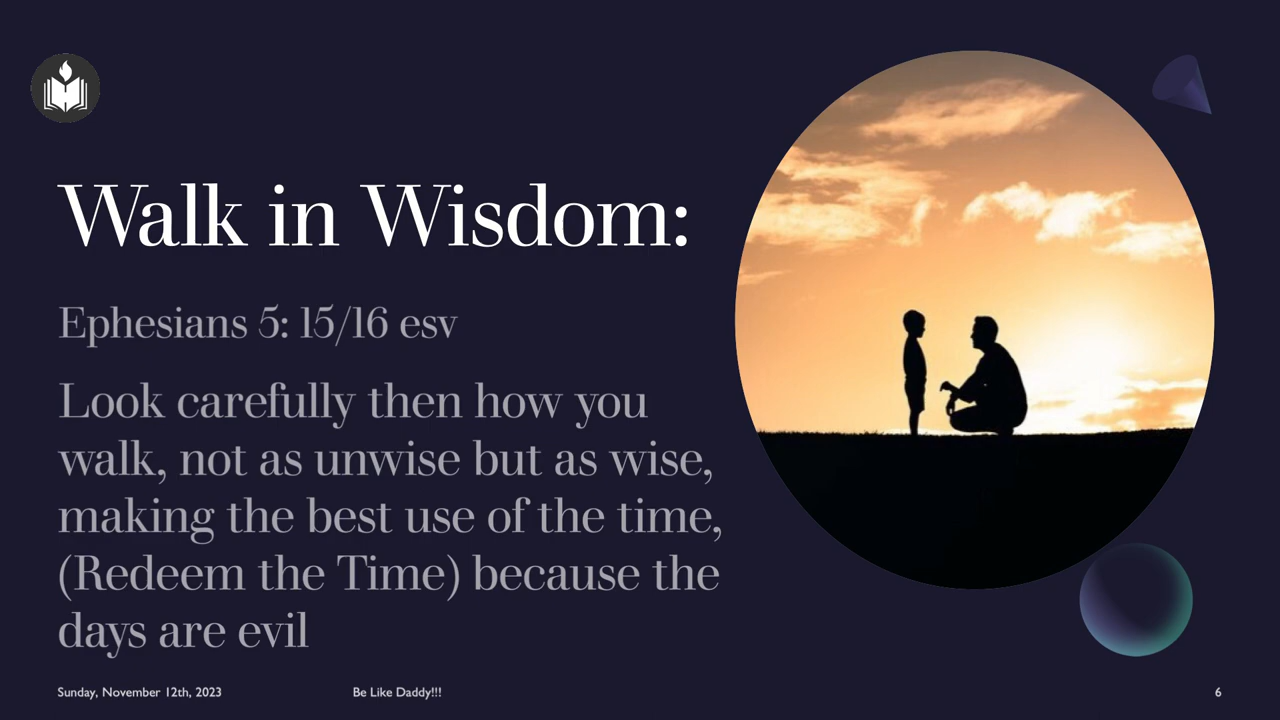 Walk in Wisdom:
Ephesians 5: 15/16 esv
Look carefully then how you
walk, not as unwise but as wise,
making the best use of the time,
(Redeem the Time) because the
days are evil
Sunday, November 12th, 2023
Be Like Daddy!!!
6